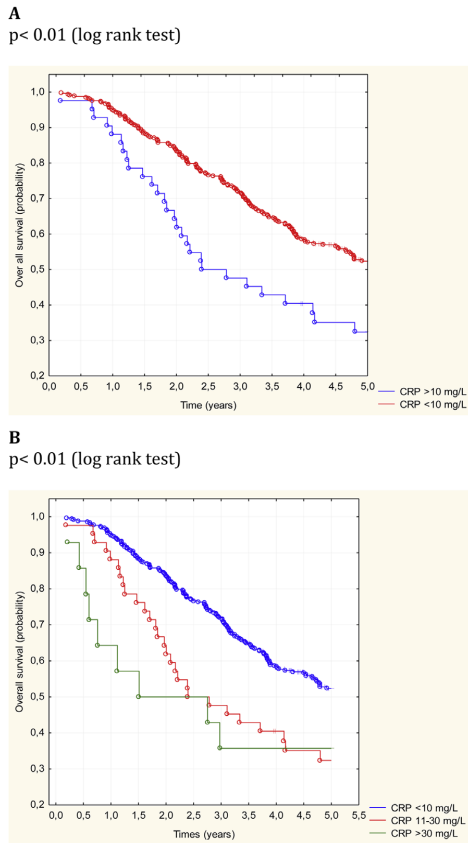 A
p< 0.01 (log rank test)
Over all survival (probability)
1,0
0,9
0,8
0,7
0,6
0,5
0,4
0,3
0,2
0,0 0,5 1,0 1,5 2,0 2,5 3,0 3,5 4,0 4,5 5,0
Time (years)
CRP >10 mg/L
CRP <10 mg/L
B
p< 0.01 (log rank test)
Overall survival (probability)
1,0
0,9
0,8
0,7
0,6
0,5
0,4
0,3
0,2
0,0 0,5 1,0 1,5 2,0 2,5 3,0 3,5 4,0 4,5 5,0 5,5
Times (years)
CRP <10 mg/L
CRP 11-30 mg/L
CRP >30 mg/L